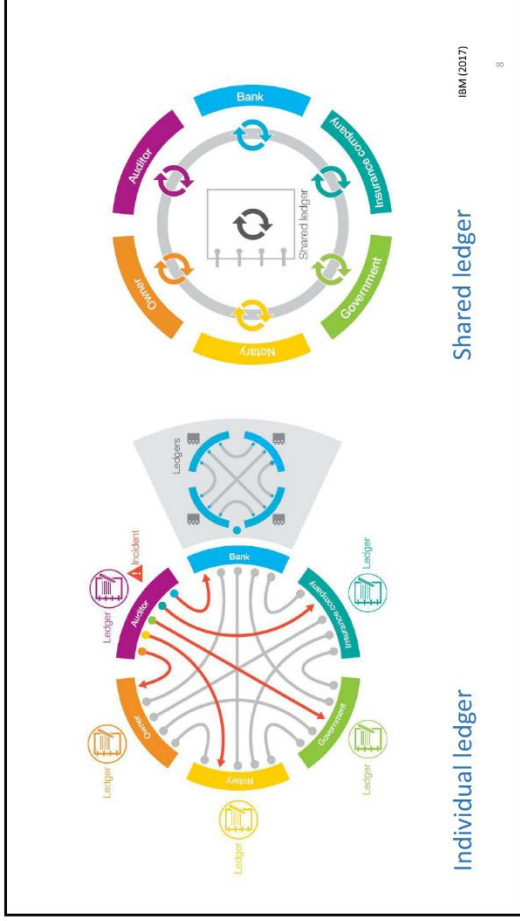 Individual ledger
Ledger
Ledger
Ledger
Incident
Ledger
Ledger
Owner
Auditor
Notary
Bank
Government
Insurance company
Ledgers
Shared ledger
Owner
Auditor
Notary
Bank
Government
Insurance company
Shared ledger
IBM (2017)
8